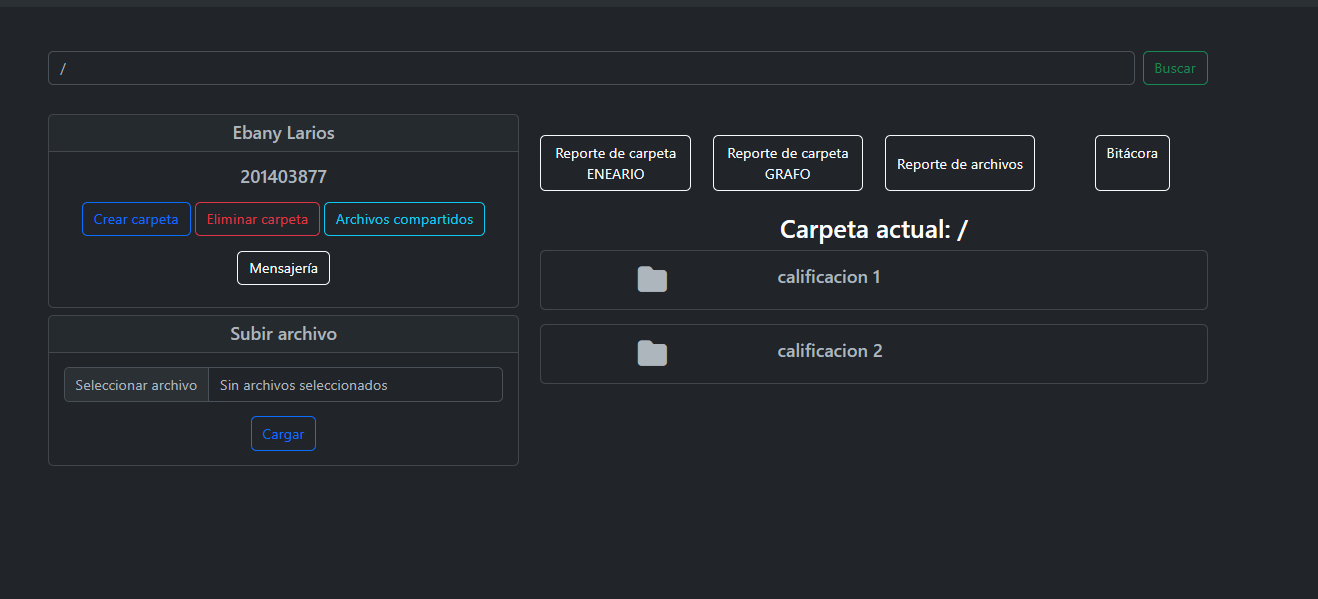 /
Buscar
Ebany Larios
201403877
Crear carpeta
Eliminar carpeta
Archivos compartidos
Mensajería
Subir archivo
Seleccionar archivo
Sin archivos seleccionados
Cargar
Reporte de carpeta
ENEARIO
Reporte de carpeta
GRAFO
Reporte de archivos
Bitácora
Carpeta actual: /
calificacion 1
calificacion 2